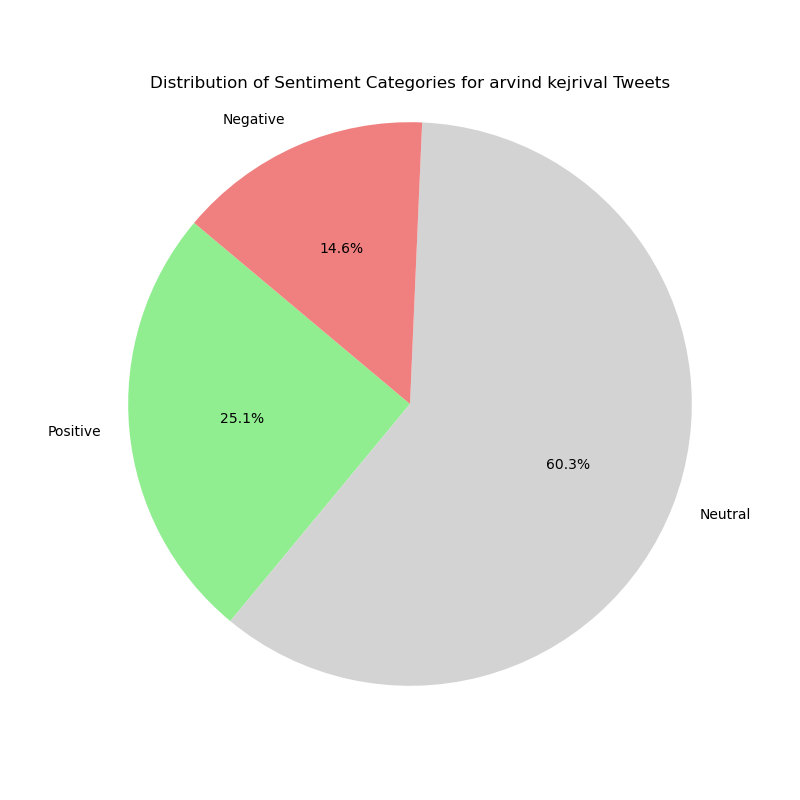 Distribution of Sentiment Categories for arvind kejrival Tweets
Negative
14.6%
25.1%
Positive
60.3%
Neutral